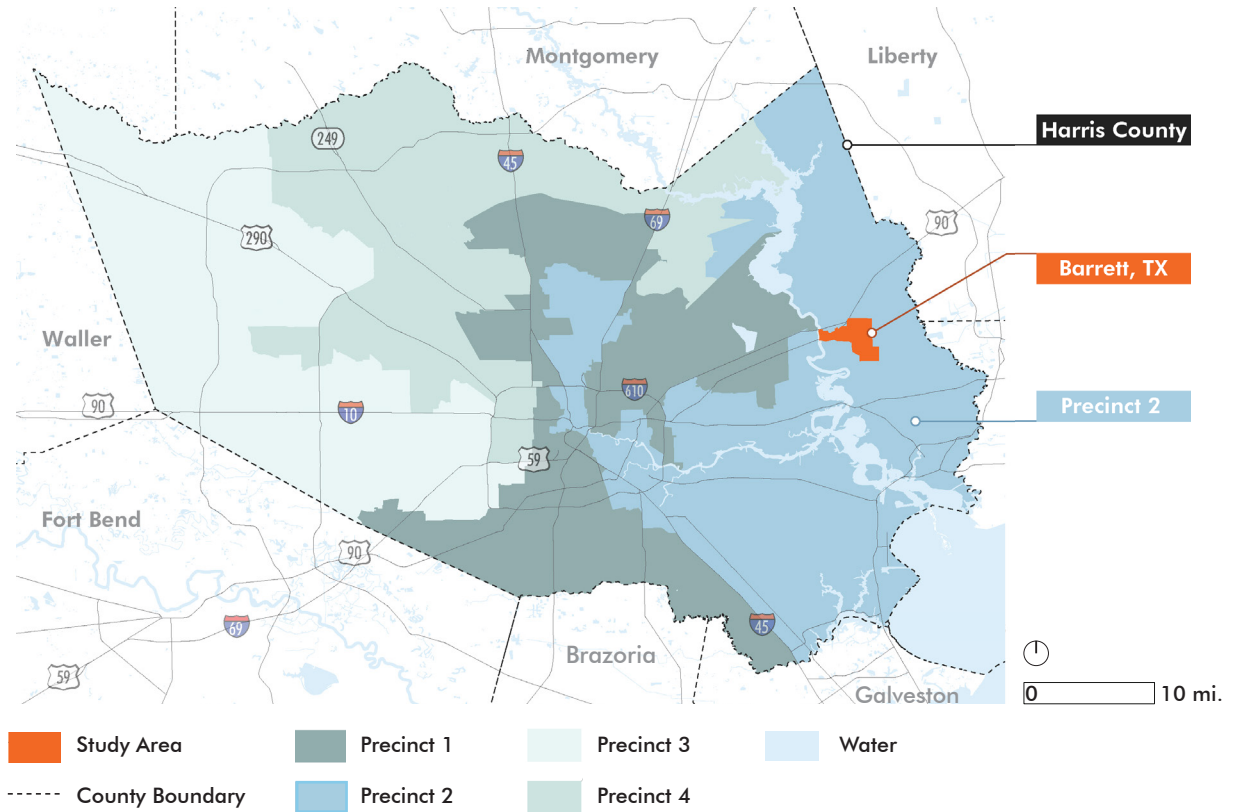 Montgomery
Liberty
Harris County
249
45
69
90
290
Barrett, TX
Waller
610
Precinct 2
90
10
59
Fort Bend
90
69
45
Brazoria
59
Galveston
0 10 mi.
Study Area
Precinct 1
Precinct 3
Water
County Boundary
Precinct 2
Precinct 4